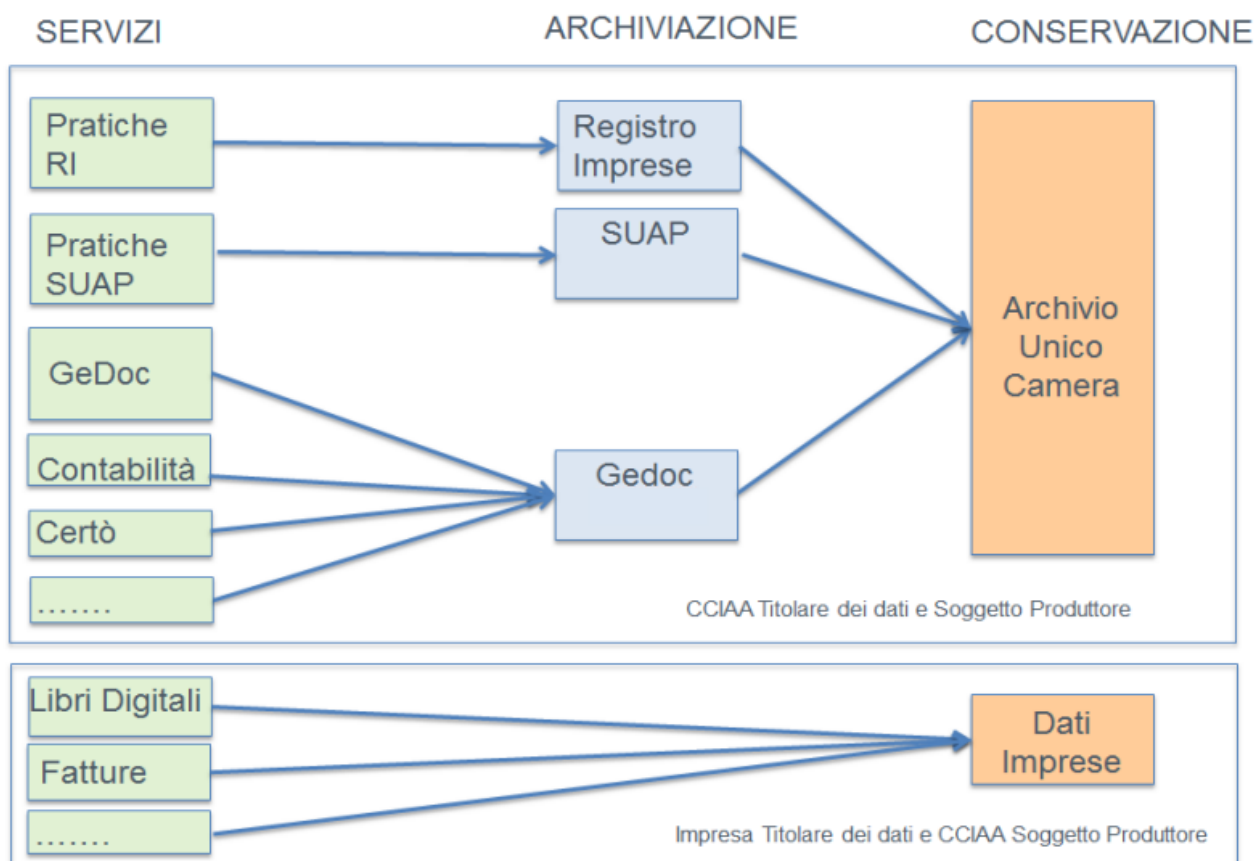 SERVIZI
ARCHIVIAZIONE
CONSERVAZIONE
Pratiche
RI
Registro
Imprese
Pratiche
SUAP
SUAP
GeDoc
Contabilità
Certò
.......
Gedoc
Archivio
Unico
Camera
CCIAA Titolare dei dati e Soggetto Produttore
Libri Digitali
Fatture
.......
Dati
Imprese
Impresa Titolare dei dati e CCIAA Soggetto Produttore